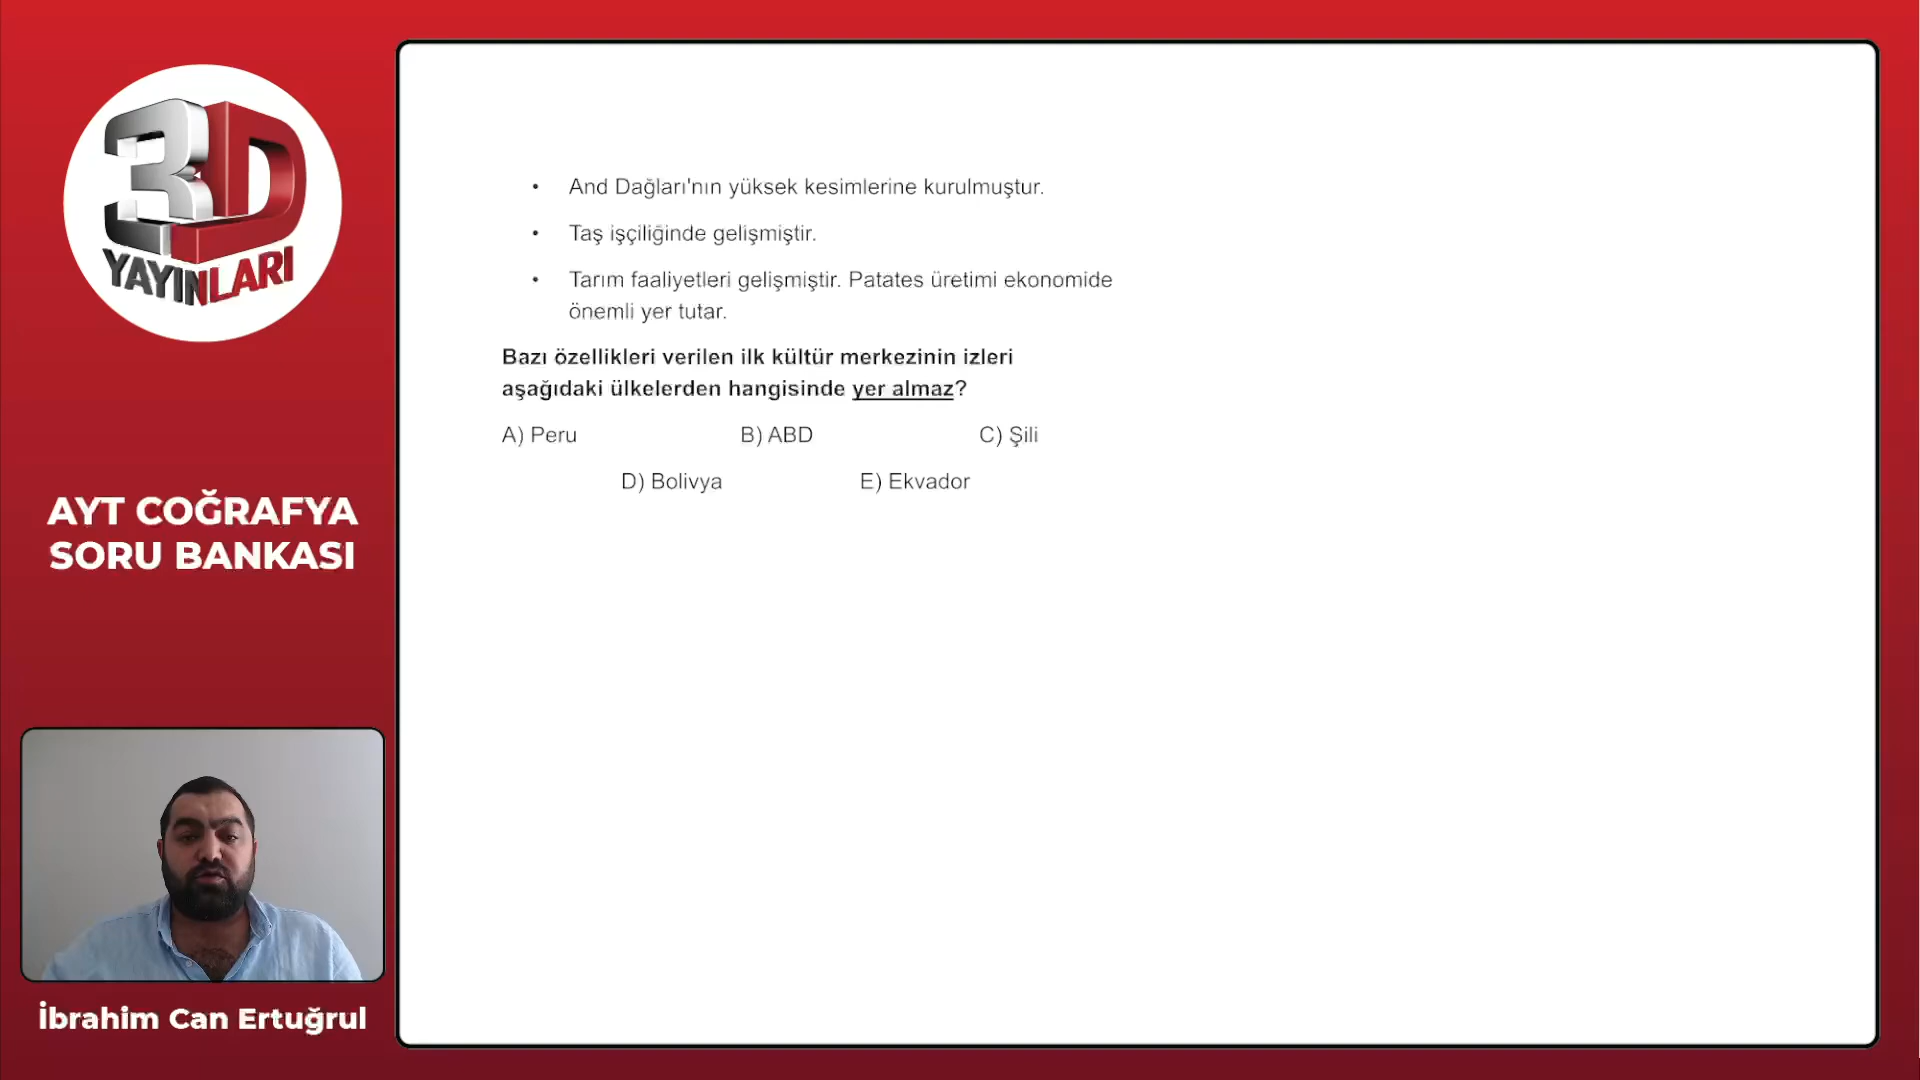 3D
YAYINLARI
AYT COĞRAFYA
SORU BANKASI
İbrahim Can Ertuğrul
• And Dağları'nın yüksek kesimlerine kurulmuştur.
• Taş işçiliğinde gelişmiştir.
• Tarım faaliyetleri gelişmiştir. Patates üretimi ekonomide
önemli yer tutar.
Bazı özellikleri verilen ilk kültür merkezinin izleri
aşağıdaki ülkelerden hangisinde yer almaz?
A) Peru B) ABD C) Şili
D) Bolivya E) Ekvador